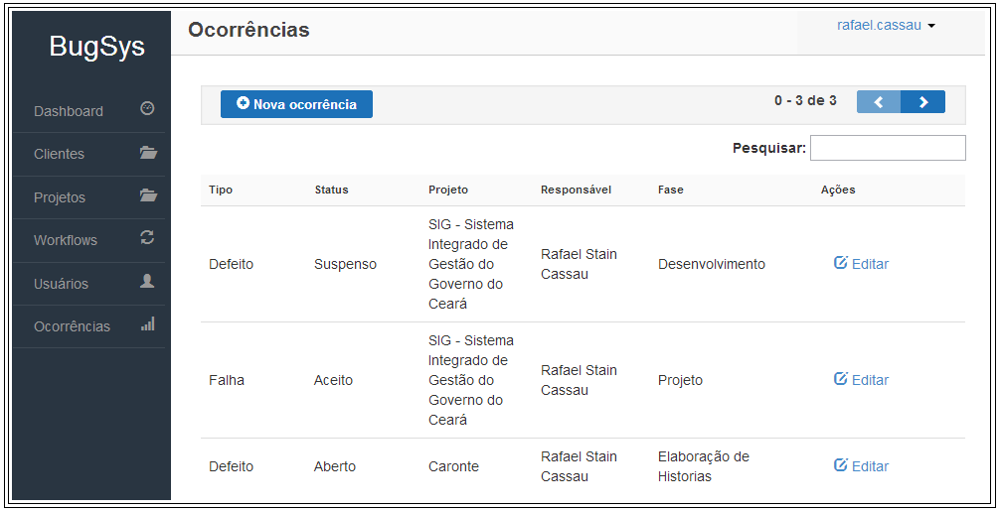 BugSys
Ocorrências
rafael.cassau
Dashboard
Clientes
Projetos
Workflows
Usuários
Ocorrências
Nova ocorrência
0 - 3 de 3
Pesquisar:
Tipo Status Projeto Responsável Fase Ações
SIG - Sistema
Integrado de
Defeito Suspenso Gestão do Rafael Stain Cassau Desenvolvimento Editar
Governo do
Ceará
SIG - Sistema
Integrado de
Falha Aceito Gestão do Rafael Stain Cassau Projeto Editar
Governo do
Ceará
Defeito Aberto Caronte Rafael Stain Cassau Elaboração de Historias Editar